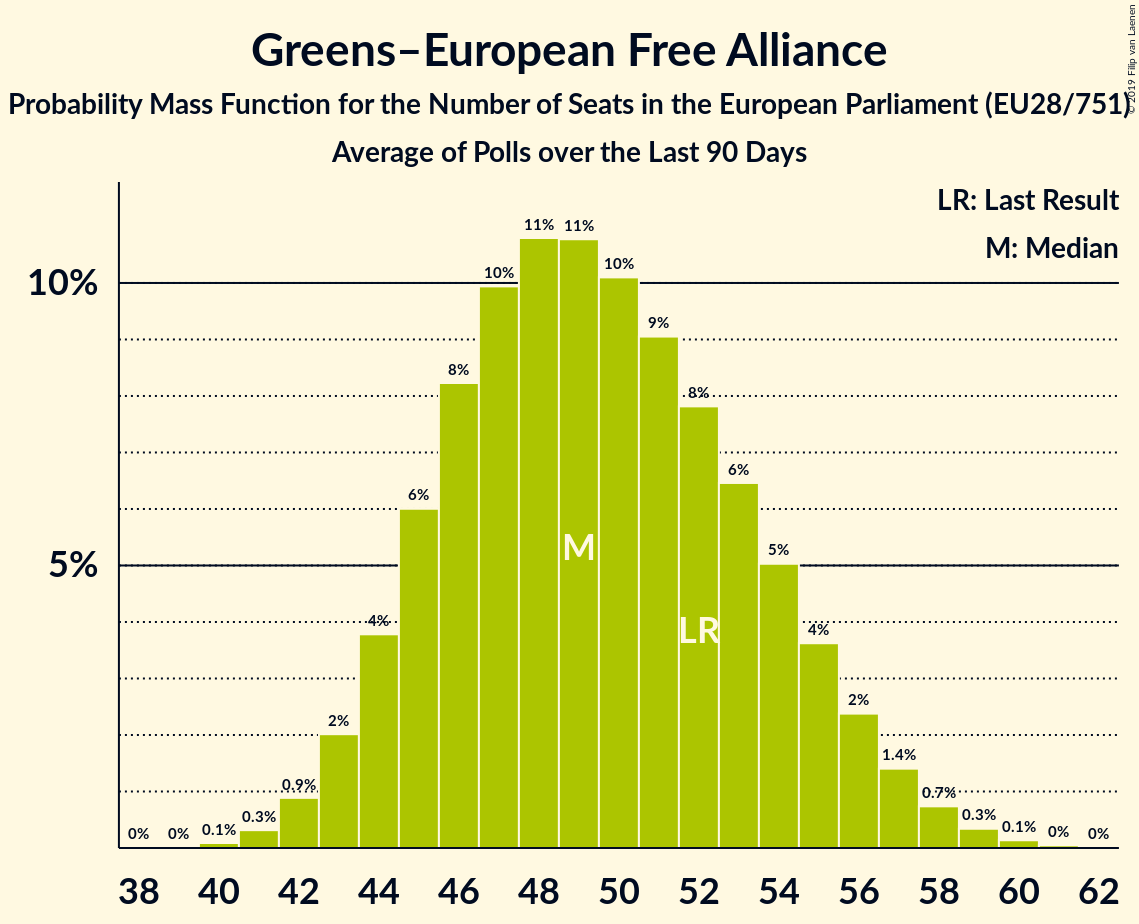 Greens–European Free Alliance
Probability Mass Function for the Number of Seats in the European Parliament (EU28/751)
Average of Polls over the Last 90 Days
© 2019 Filip van Laenen
LR: Last Result
M: Median
10%
5%
0% 0% 0.1% 0.3% 0.9% 2% 4% 6% 8% 10% 11% 11% 10% 9% 8% 6% 5% 4% 2% 1.4% 0.7% 0.3% 0.1% 0% 0%
M
LR
38 40 42 44 46 48 50 52 54 56 58 60 62